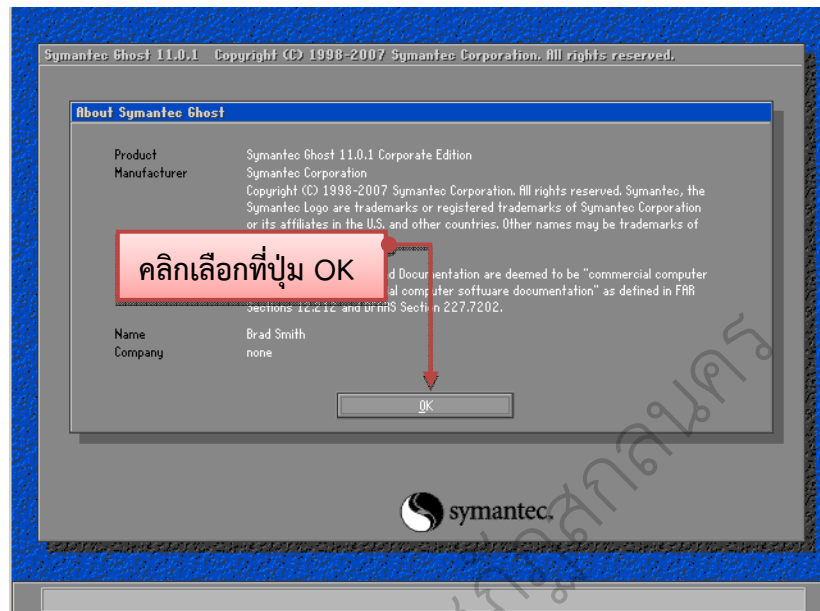 Symantec Ghost 11.0.1 Copyright (C) 1998-2007 Symantec Corporation. All rights reserved.
About Symantec Ghost
Product Symantec Ghost 11.0.1 Corporate Edition
Manufacturer Symantec Corporation
Copyright (C) 1998-2007 Symantec Corporation. All rights reserved. Symantec, the
Symantec Logo are trademarks or registered trademarks of Symantec Corporation
or its affiliates in the U.S. and other countries. Other names may be trademarks of
คลิกเลือกที่ปุ่ม OK
d Documentation are deemed to be "commercial computer
al computer software documentation" as defined in FAR
Sections 12.212 and DFARS Section 227.7202.
Name Brad Smith
Company none
OK
symantec.